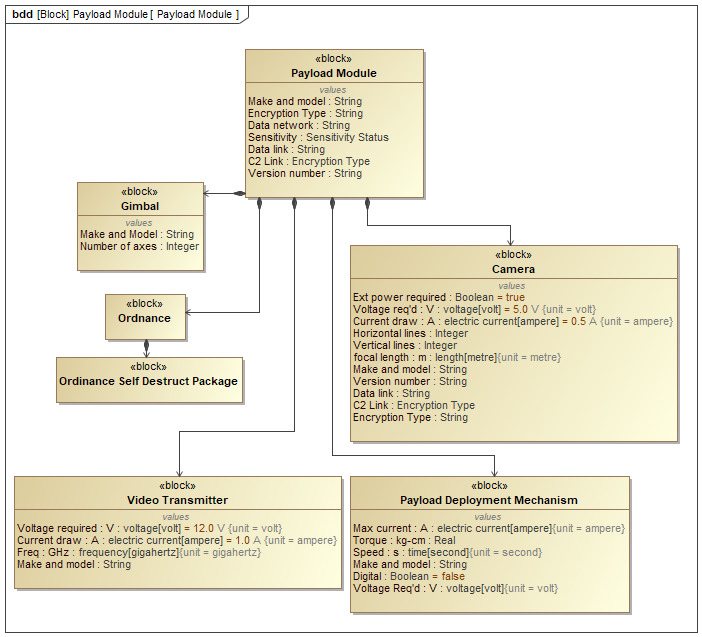 bdd [Block] Payload Module [ Payload Module ]
«block»
Payload Module
values
Make and model : String
Encryption Type : String
Data network : String
Sensitivity : Sensitivity Status
Data link : String
C2 Link : Encryption Type
Version number : String
«block»
Gimbal
values
Make and Model : String
Number of axes : Integer
«block»
Camera
values
Ext power required : Boolean = true
Voltage req'd : V : voltage[volt] = 5.0 V {unit = volt}
Current draw : A : electric current[ampere] = 0.5 A {unit = ampere}
Horizontal lines : Integer
Vertical lines : Integer
focal length : m : length[metre]{unit = metre}
Make and model : String
Version number : String
Data link : String
C2 Link : Encryption Type
Encryption Type : String
«block»
Ordnance
«block»
Ordinance Self Destruct Package
«block»
Video Transmitter
values
Voltage required : V : voltage[volt] = 12.0 V {unit = volt}
Current draw : A : electric current[ampere] = 1.0 A {unit = ampere}
Freq : GHz : frequency[gigahertz]{unit = gigahertz}
Make and model : String
«block»
Payload Deployment Mechanism
values
Max current : A : electric current[ampere]{unit = ampere}
Torque : kg-cm : Real
Speed : s : time[second]{unit = second}
Make and model : String
Digital : Boolean = false
Voltage Req'd : V : voltage[volt]{unit = volt}